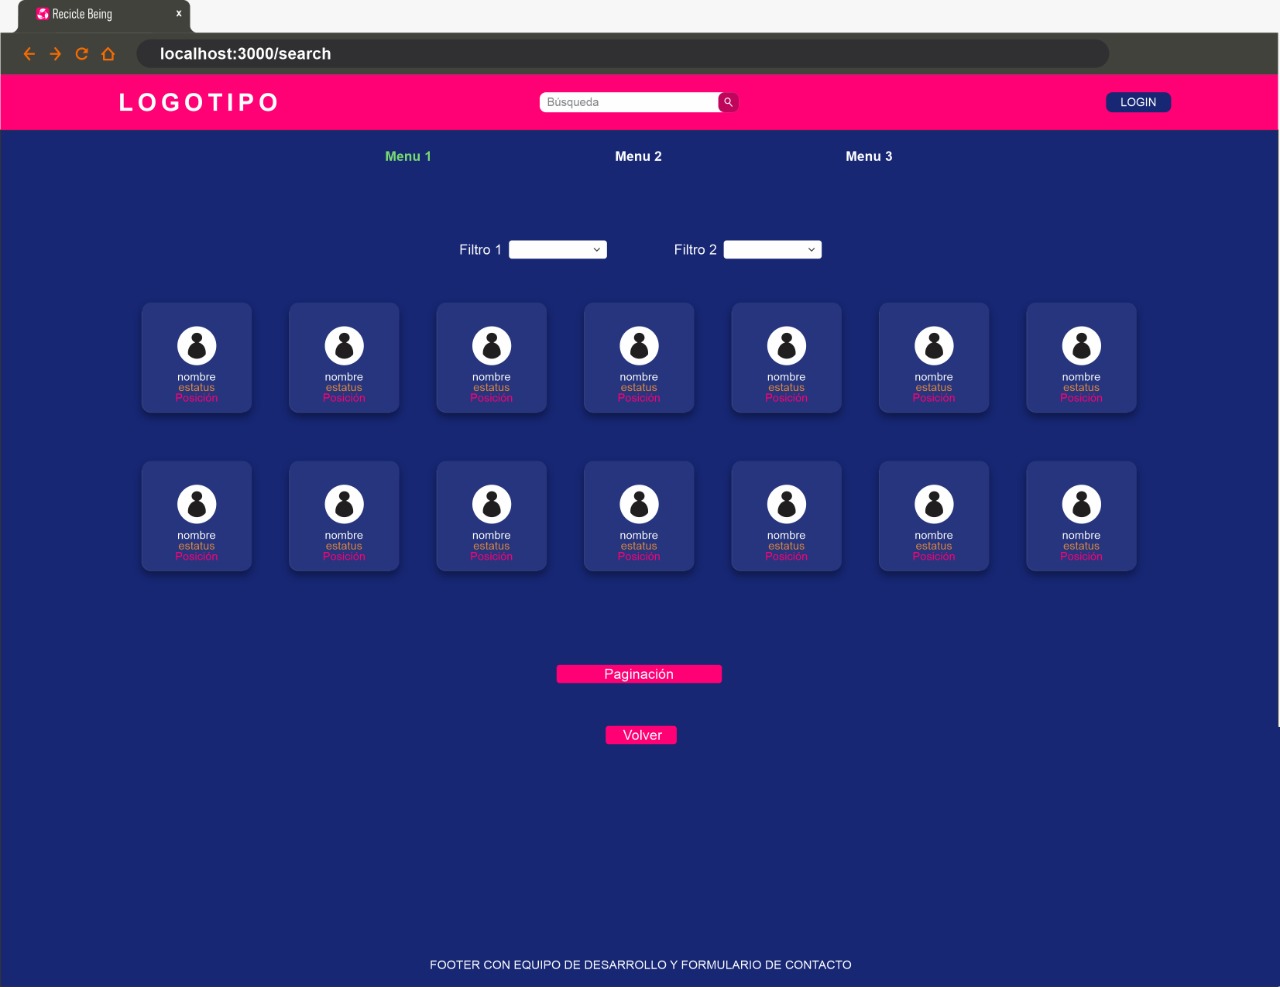 Recicle Being x
localhost:3000/search
LOGOTIPO Búsqueda LOGIN
Menu 1 Menu 2 Menu 3
Filtro 1 Filtro 2
nombre nombre nombre nombre nombre nombre nombre
estatus estatus estatus estatus estatus estatus estatus
Posición Posición Posición Posición Posición Posición Posición
nombre nombre nombre nombre nombre nombre nombre
estatus estatus estatus estatus estatus estatus estatus
Posición Posición Posición Posición Posición Posición Posición
Paginación
Volver
FOOTER CON EQUIPO DE DESARROLLO Y FORMULARIO DE CONTACTO